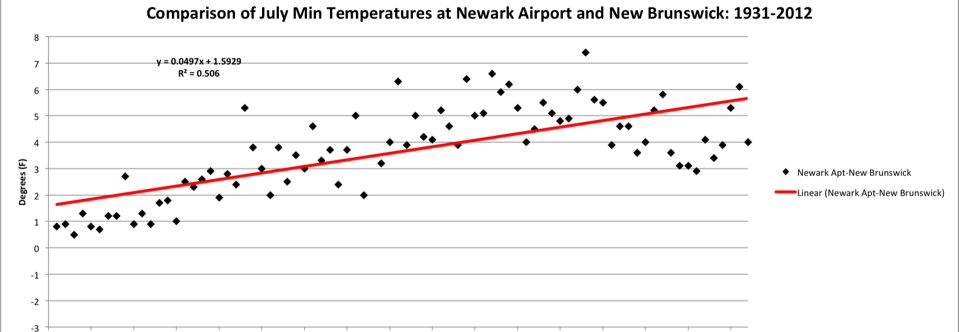 Comparison of July Min Temperatures at Newark Airport and New Brunswick: 1931-2012
8
7
y = 0.0497x + 1.5929
R² = 0.506
6
5
4
3
2
1
0
-1
-2
-3
Degrees (F)
Newark Apt-New Brunswick
Linear (Newark Apt-New Brunswick)